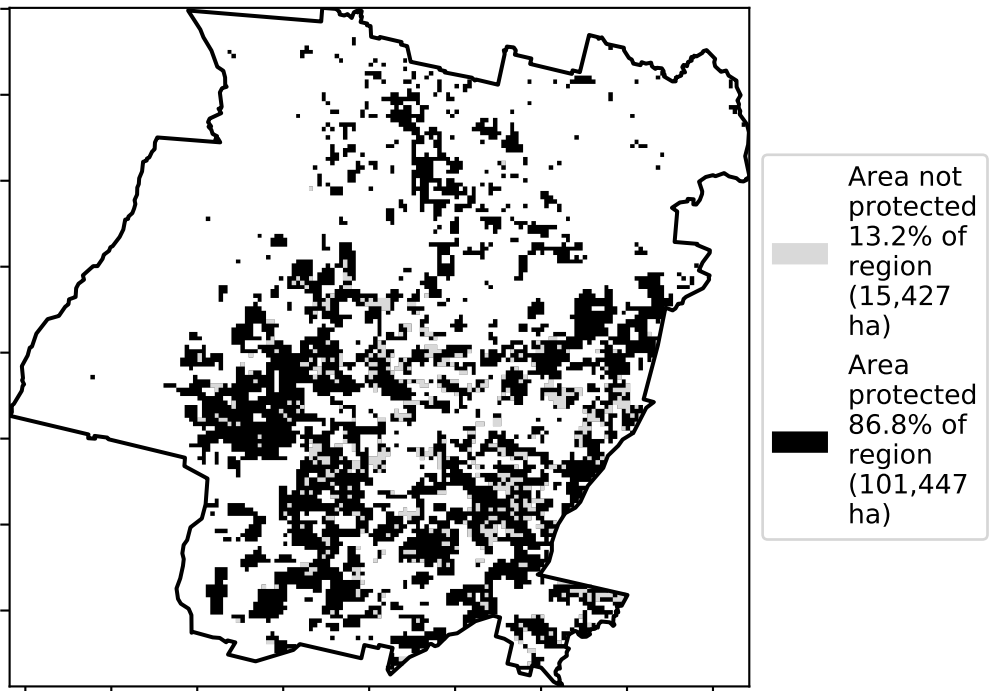 Area not
protected
13.2% of
region
(15,427
ha)
Area
protected
86.8% of
region
(101,447
ha)